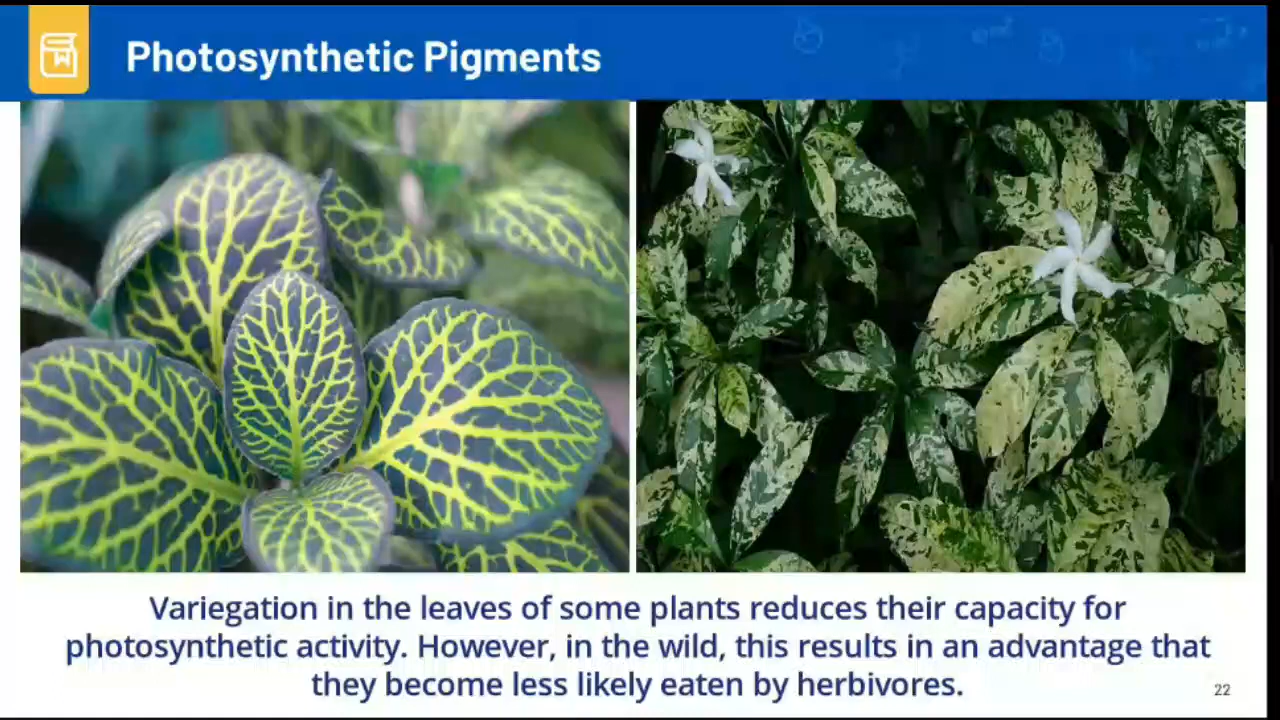 Photosynthetic Pigments
Variegation in the leaves of some plants reduces their capacity for
photosynthetic activity. However, in the wild, this results in an advantage that
they become less likely eaten by herbivores.
22